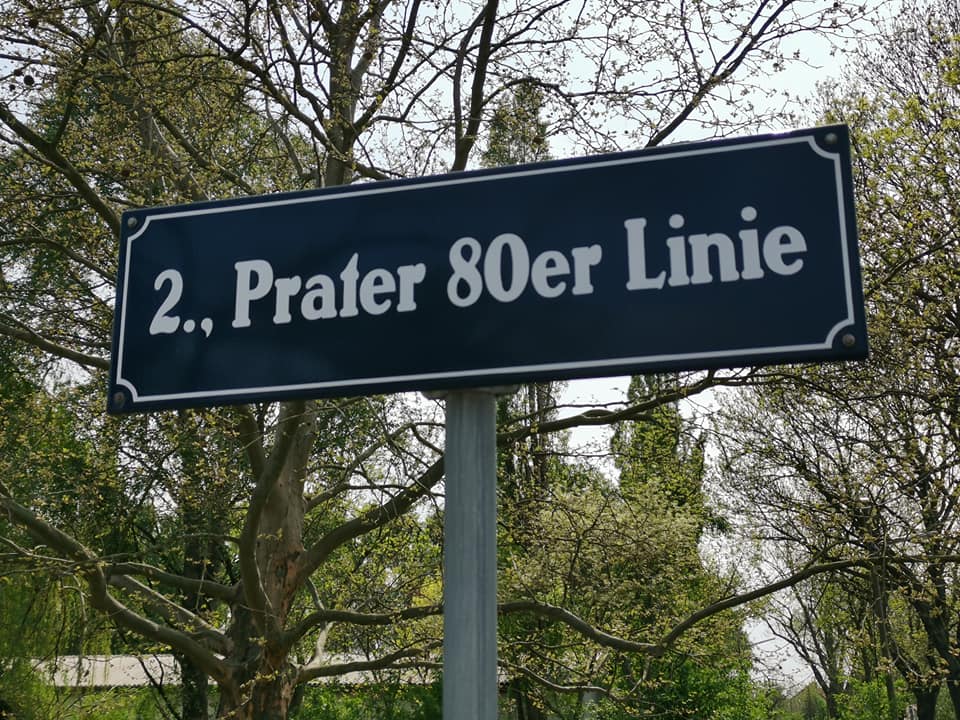 2., Prater 80er Linie